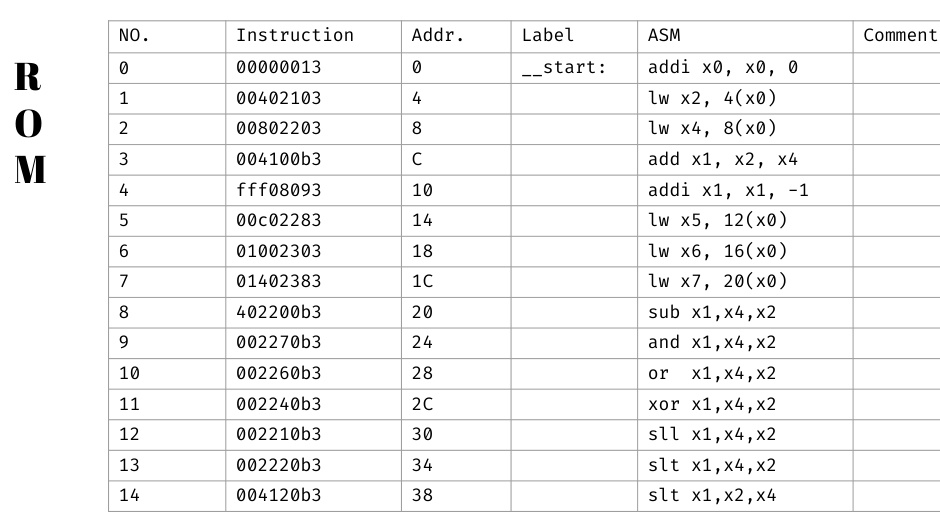 R
O
M
NO. Instruction Addr. Label ASM Comment
0 00000013 0 __start: addi x0, x0, 0
1 00402103 4 lw x2, 4(x0)
2 00802203 8 lw x4, 8(x0)
3 004100b3 C add x1, x2, x4
4 fff08093 10 addi x1, x1, -1
5 00c02283 14 lw x5, 12(x0)
6 01002303 18 lw x6, 16(x0)
7 01402383 1C lw x7, 20(x0)
8 402200b3 20 sub x1,x4,x2
9 002270b3 24 and x1,x4,x2
10 002260b3 28 or  x1,x4,x2
11 002240b3 2C xor x1,x4,x2
12 002210b3 30 sll x1,x4,x2
13 002220b3 34 slt x1,x4,x2
14 004120b3 38 slt x1,x2,x4